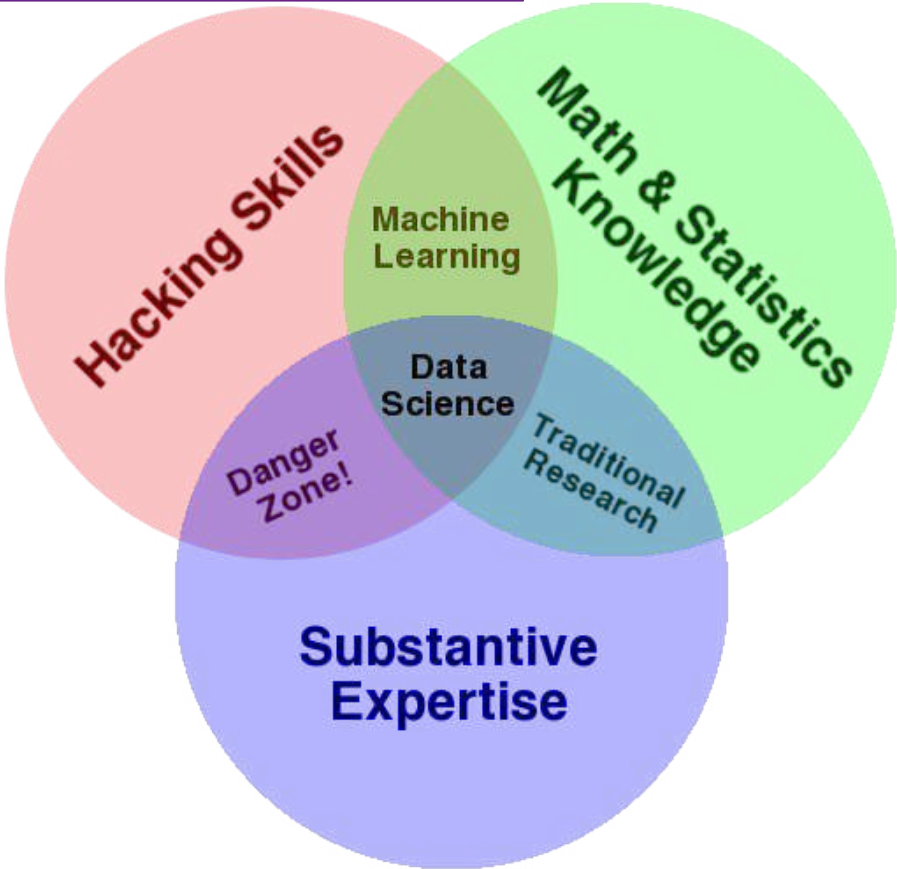 Hacking Skills
Math & Statistics
Knowledge
Machine
Learning
Data
Science
Danger
Zone!
Traditional
Research
Substantive
Expertise